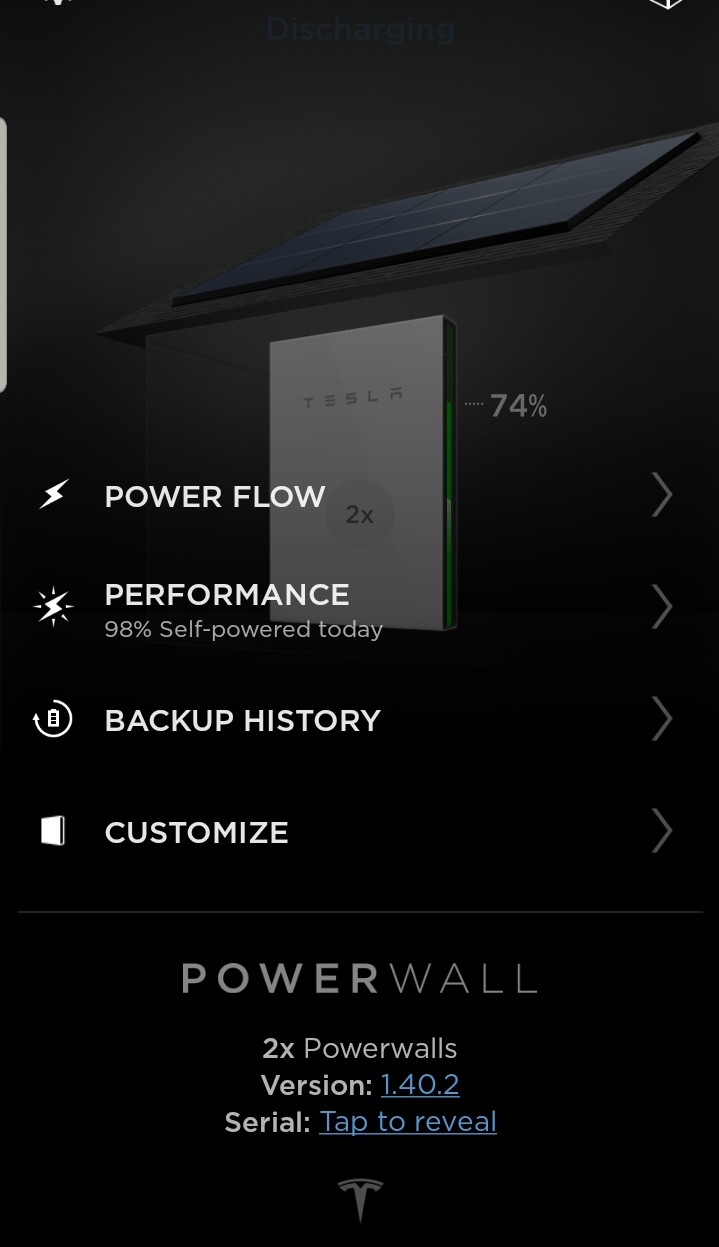 Discharging
TESLA
74%
POWER FLOW
2x
PERFORMANCE
98% Self-powered today
BACKUP HISTORY
CUSTOMIZE
POWERWALL
2x Powerwalls
Version: 1.40.2
Serial: Tap to reveal